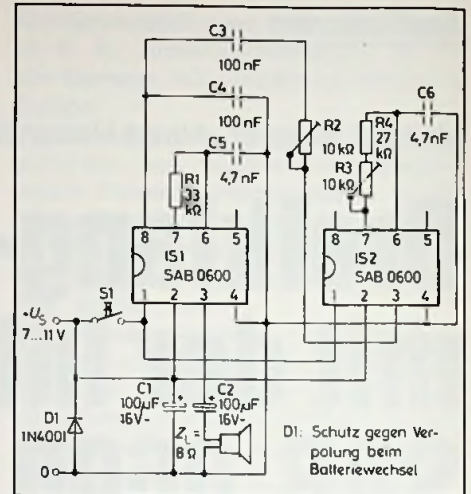 C3
100 nF
C4
100 nF
C5
4,7 nF
R1
33
kΩ
R2
10 kΩ
R4
27
kΩ
R3
10 kΩ
C6
4,7 nF
8 7 6 5
IS1
SAB 0600
1 2 3 4
8 7 6 5
IS2
SAB 0600
1 2 3 4
+U_S
7...11 V
S1
D1
1N4001
C1
100µF
16V-
C2
100µF
16V-
Z_L=
8 Ω
0
D1: Schutz gegen Ver-
polung beim
Batteriewechsel